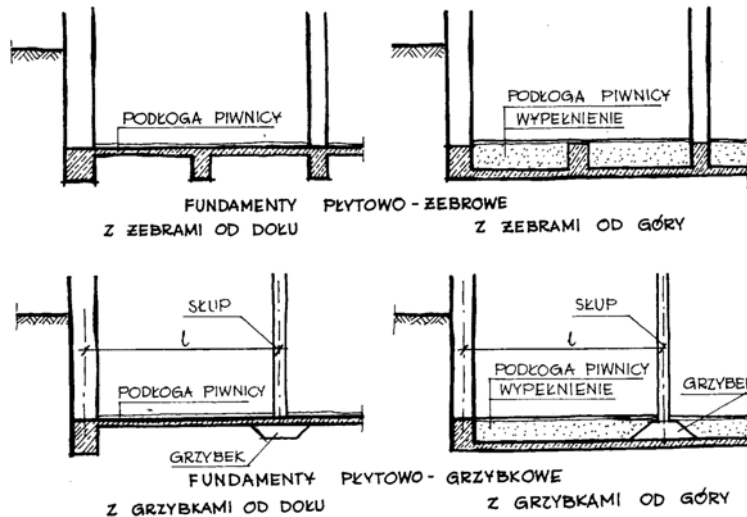 PODŁOGA PIWNICY
PODŁOGA PIWNICY
WYPEŁNIENIE
FUNDAMENTY PŁYTOWO-ŻEBROWE
Z ŻEBRAMI OD DOŁU
Z ŻEBRAMI OD GÓRY
SŁUP
l
PODŁOGA PIWNICY
GRZYBEK
SŁUP
l
PODŁOGA PIWNICY
WYPEŁNIENIE
GRZYBEK
FUNDAMENTY PŁYTOWO-GRZYBKOWE
Z GRZYBKAMI OD DOŁU
Z GRZYBKAMI OD GÓRY